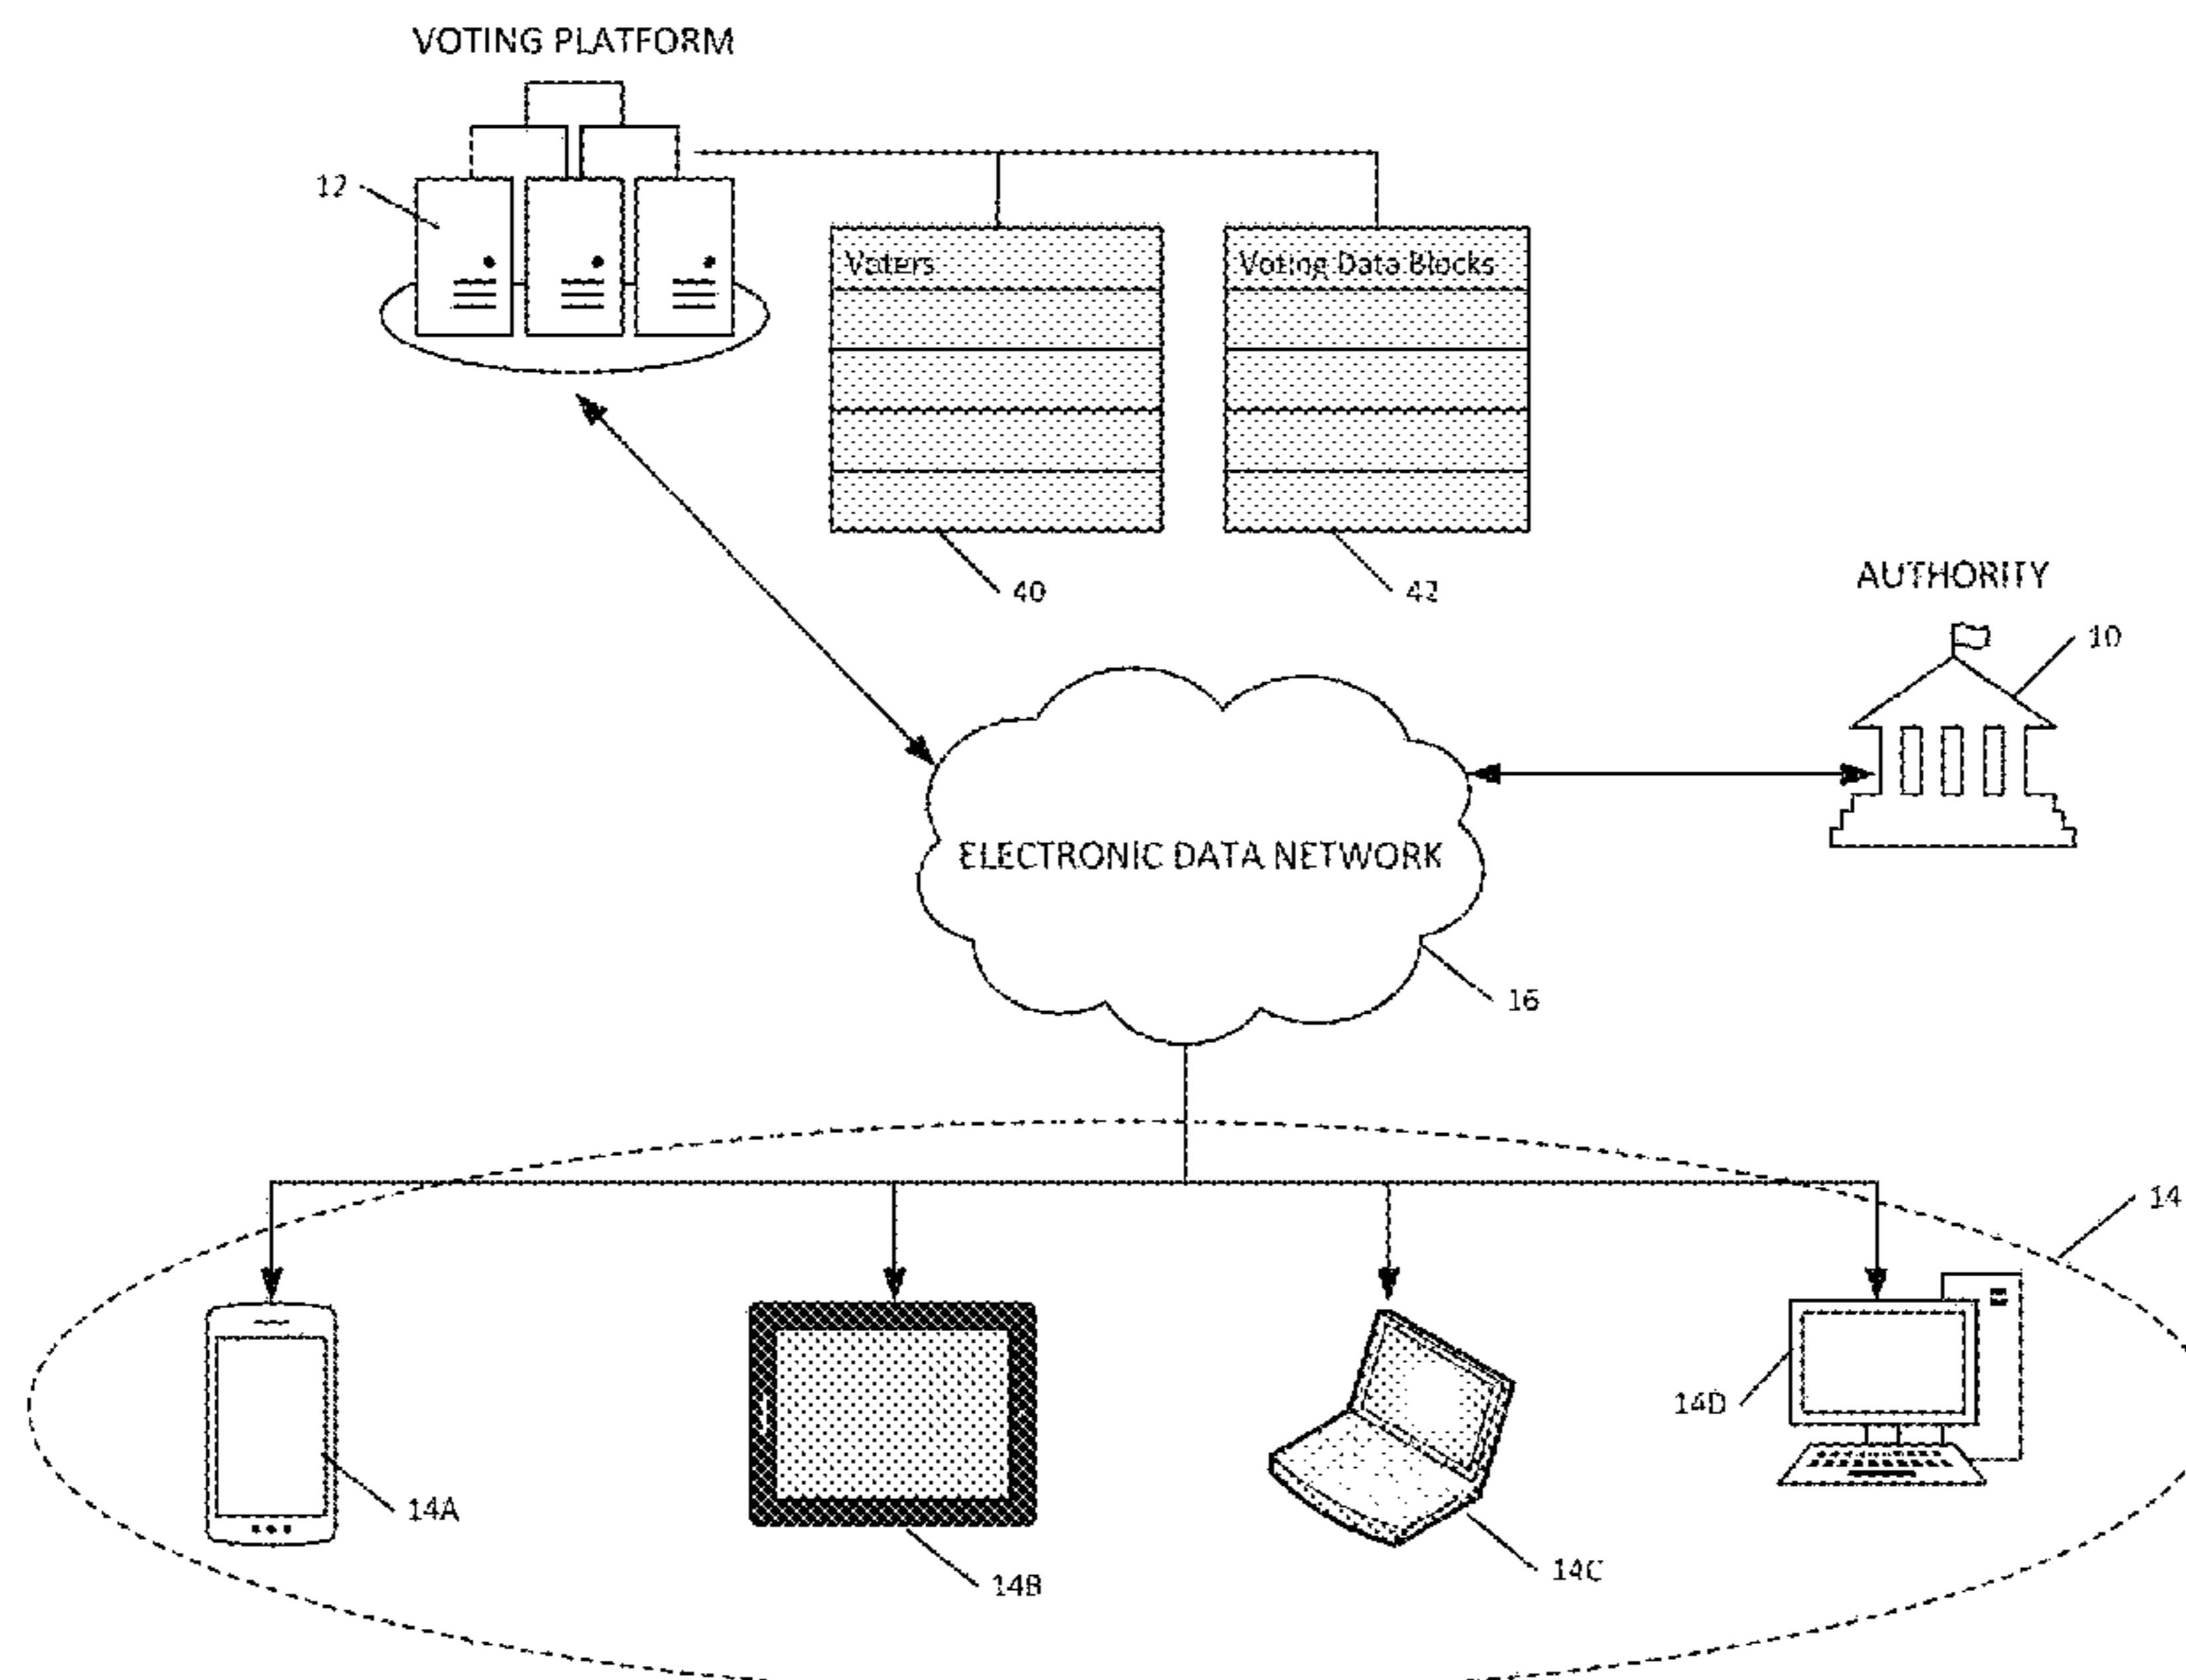 VOTING PLATFORM
12
Voters
Voting Data Blocks
40
42
AUTHORITY
10
ELECTRONIC DATA NETWORK
16
14
14A
14B
14C
14D